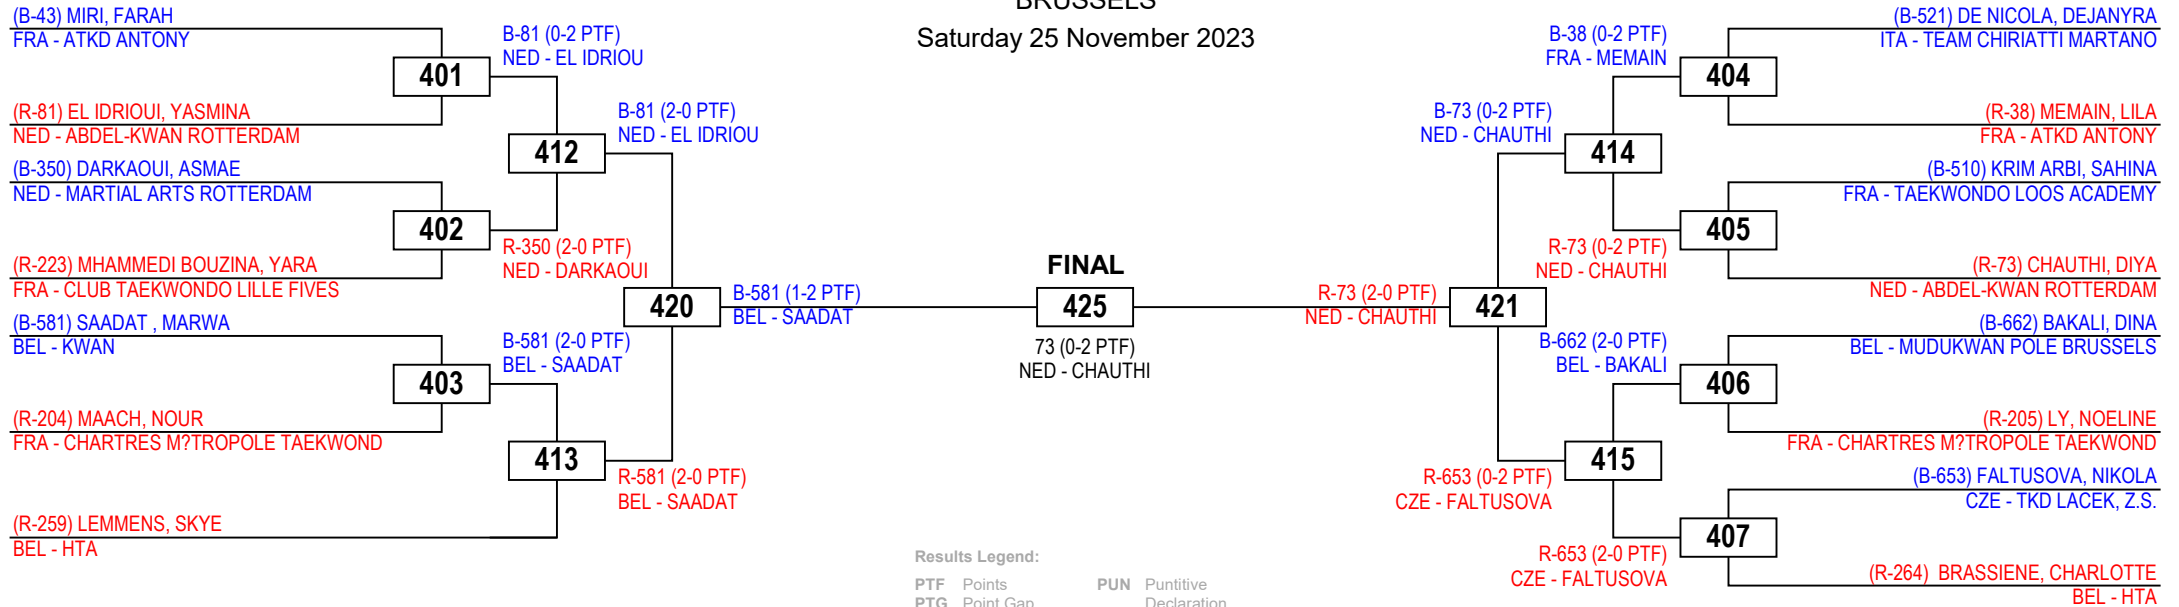 BRUSSELS
Saturday 25 November 2023
(B-43) MIRI, FARAH
FRA - ATKD ANTONY
401
(R-81) EL IDRIOUI, YASMINA
NED - ABDEL-KWAN ROTTERDAM
(B-350) DARKAOUI, ASMAE
NED - MARTIAL ARTS ROTTERDAM
402
(R-223) MHAMMEDI BOUZINA, YARA
FRA - CLUB TAEKWONDO LILLE FIVES
(B-581) SAADAT , MARWA
BEL - KWAN
403
(R-204) MAACH, NOUR
FRA - CHARTRES M?TROPOLE TAEKWOND
(R-259) LEMMENS, SKYE
BEL - HTA
B-81 (0-2 PTF)
NED - EL IDRIOU
412
R-350 (2-0 PTF)
NED - DARKAOUI
B-581 (2-0 PTF)
BEL - SAADAT
413
B-81 (2-0 PTF)
NED - EL IDRIOU
420
R-581 (2-0 PTF)
BEL - SAADAT
B-581 (1-2 PTF)
BEL - SAADAT
FINAL
425
73 (0-2 PTF)
NED - CHAUTHI
R-73 (2-0 PTF)
NED - CHAUTHI
B-73 (0-2 PTF)
NED - CHAUTHI
421
R-653 (0-2 PTF)
CZE - FALTUSOVA
B-38 (0-2 PTF)
FRA - MEMAIN
414
R-73 (0-2 PTF)
NED - CHAUTHI
B-662 (2-0 PTF)
BEL - BAKALI
415
R-653 (2-0 PTF)
CZE - FALTUSOVA
(B-521) DE NICOLA, DEJANYRA
ITA - TEAM CHIRIATTI MARTANO
404
(R-38) MEMAIN, LILA
FRA - ATKD ANTONY
(B-510) KRIM ARBI, SAHINA
FRA - TAEKWONDO LOOS ACADEMY
405
(R-73) CHAUTHI, DIYA
NED - ABDEL-KWAN ROTTERDAM
(B-662) BAKALI, DINA
BEL - MUDUKWAN POLE BRUSSELS
406
(R-205) LY, NOELINE
FRA - CHARTRES M?TROPOLE TAEKWOND
(B-653) FALTUSOVA, NIKOLA
CZE - TKD LACEK, Z.S.
407
(R-264) BRASSIENE, CHARLOTTE
BEL - HTA
Results Legend:
PTF Points PUN Puntitive
PTG Point Gap Declaration